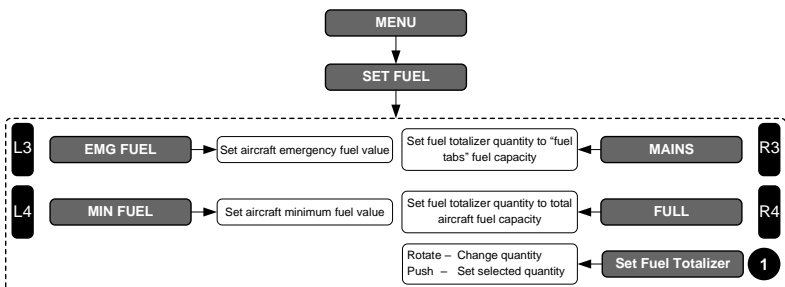 MENU
SET FUEL
L3
EMG FUEL
Set aircraft emergency fuel value
Set fuel totalizer quantity to “fuel
tabs” fuel capacity
MAINS
R3
L4
MIN FUEL
Set aircraft minimum fuel value
Set fuel totalizer quantity to total
aircraft fuel capacity
FULL
R4
Rotate – Change quantity
Push – Set selected quantity
Set Fuel Totalizer
1